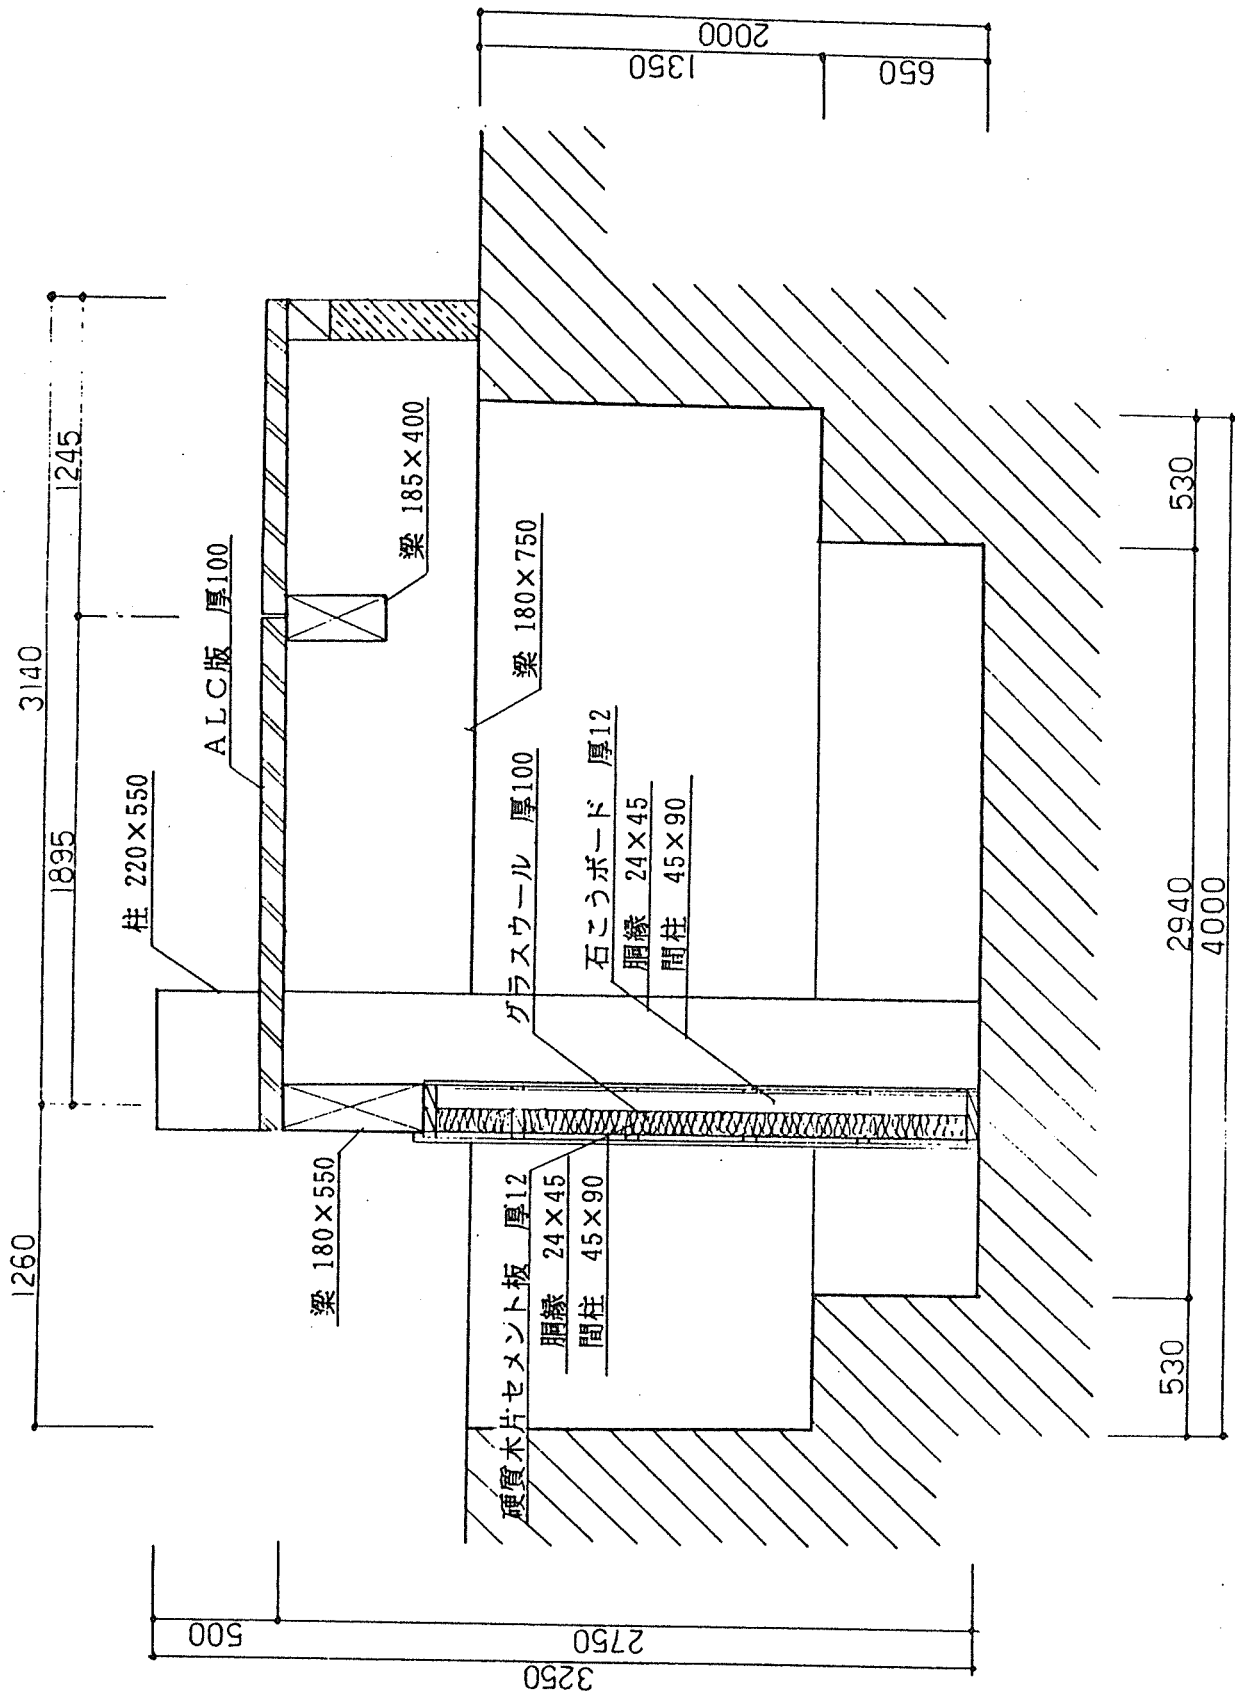 1260
3140
1895
1245
柱 220×550
ALC版 厚100
梁 185×400
梁 180×750
梁 180×550
グラスウール 厚100
石こうボード 厚12
胴縁 24×45
間柱 45×90
硬質木片セメント板 厚12
胴縁 24×45
間柱 45×90
500
2750
3250
1350
650
2000
530
2940
530
4000